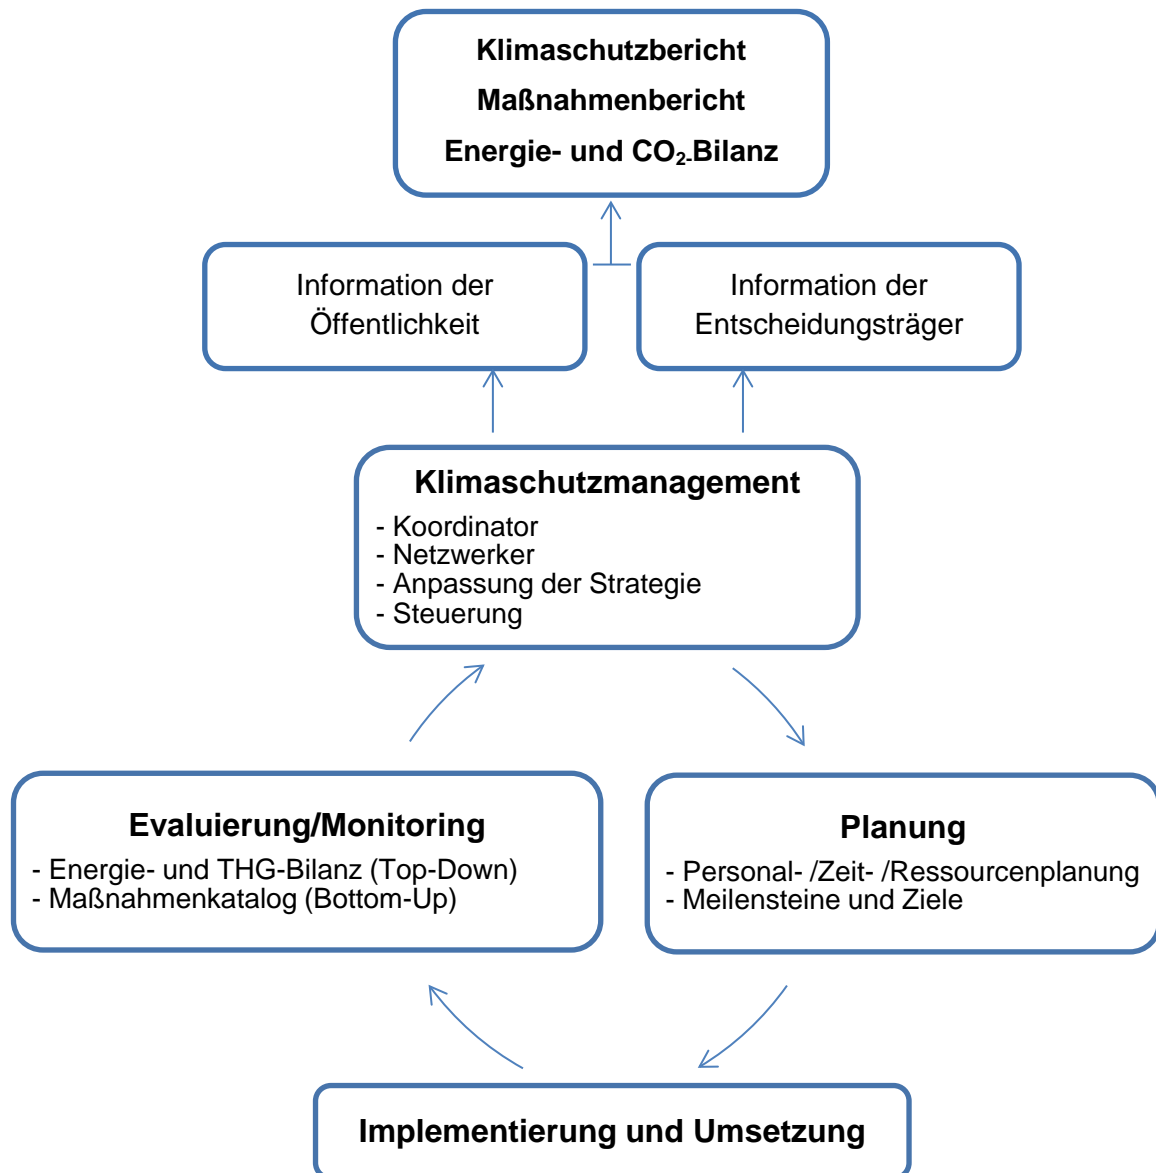 Klimaschutzbericht
Maßnahmenbericht
Energie- und CO₂-Bilanz
Information der
Öffentlichkeit
Information der
Entscheidungsträger
Klimaschutzmanagement
- Koordinator
- Netzwerker
- Anpassung der Strategie
- Steuerung
Evaluierung/Monitoring
- Energie- und THG-Bilanz (Top-Down)
- Maßnahmenkatalog (Bottom-Up)
Planung
- Personal- /Zeit- /Ressourcenplanung
- Meilensteine und Ziele
Implementierung und Umsetzung